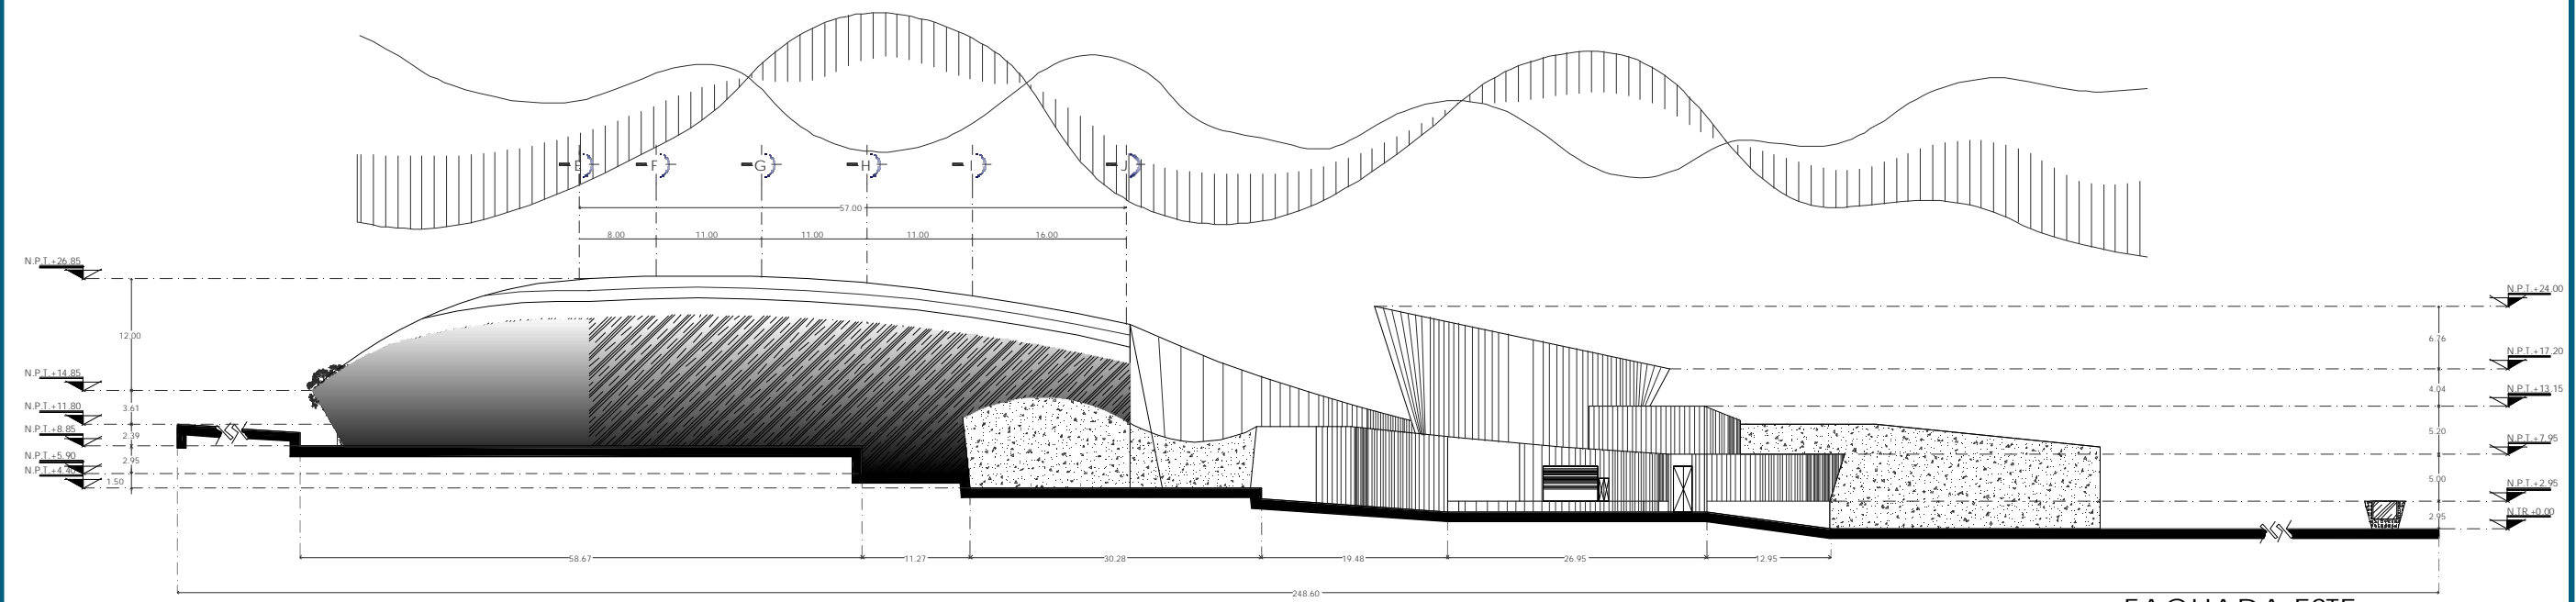 E F G H I J
57.00
8.00 11.00 11.00 11.00 16.00
N.P.T.+26.85
N.P.T.+24.00
12.00
6.76
N.P.T.+17.20
N.P.T.+14.85
4.04
N.P.T.+13.15
3.61
N.P.T.+11.80
N.P.T.+8.85
2.39
5.20
N.P.T.+7.95
N.P.T.+5.90
2.95
N.P.T.+4.40
1.50
5.00
N.P.T.+2.95
2.95
N.TR.+0.00
58.67 11.27 30.28 19.48 26.95 12.95
248.60
FAQUADA ESTE